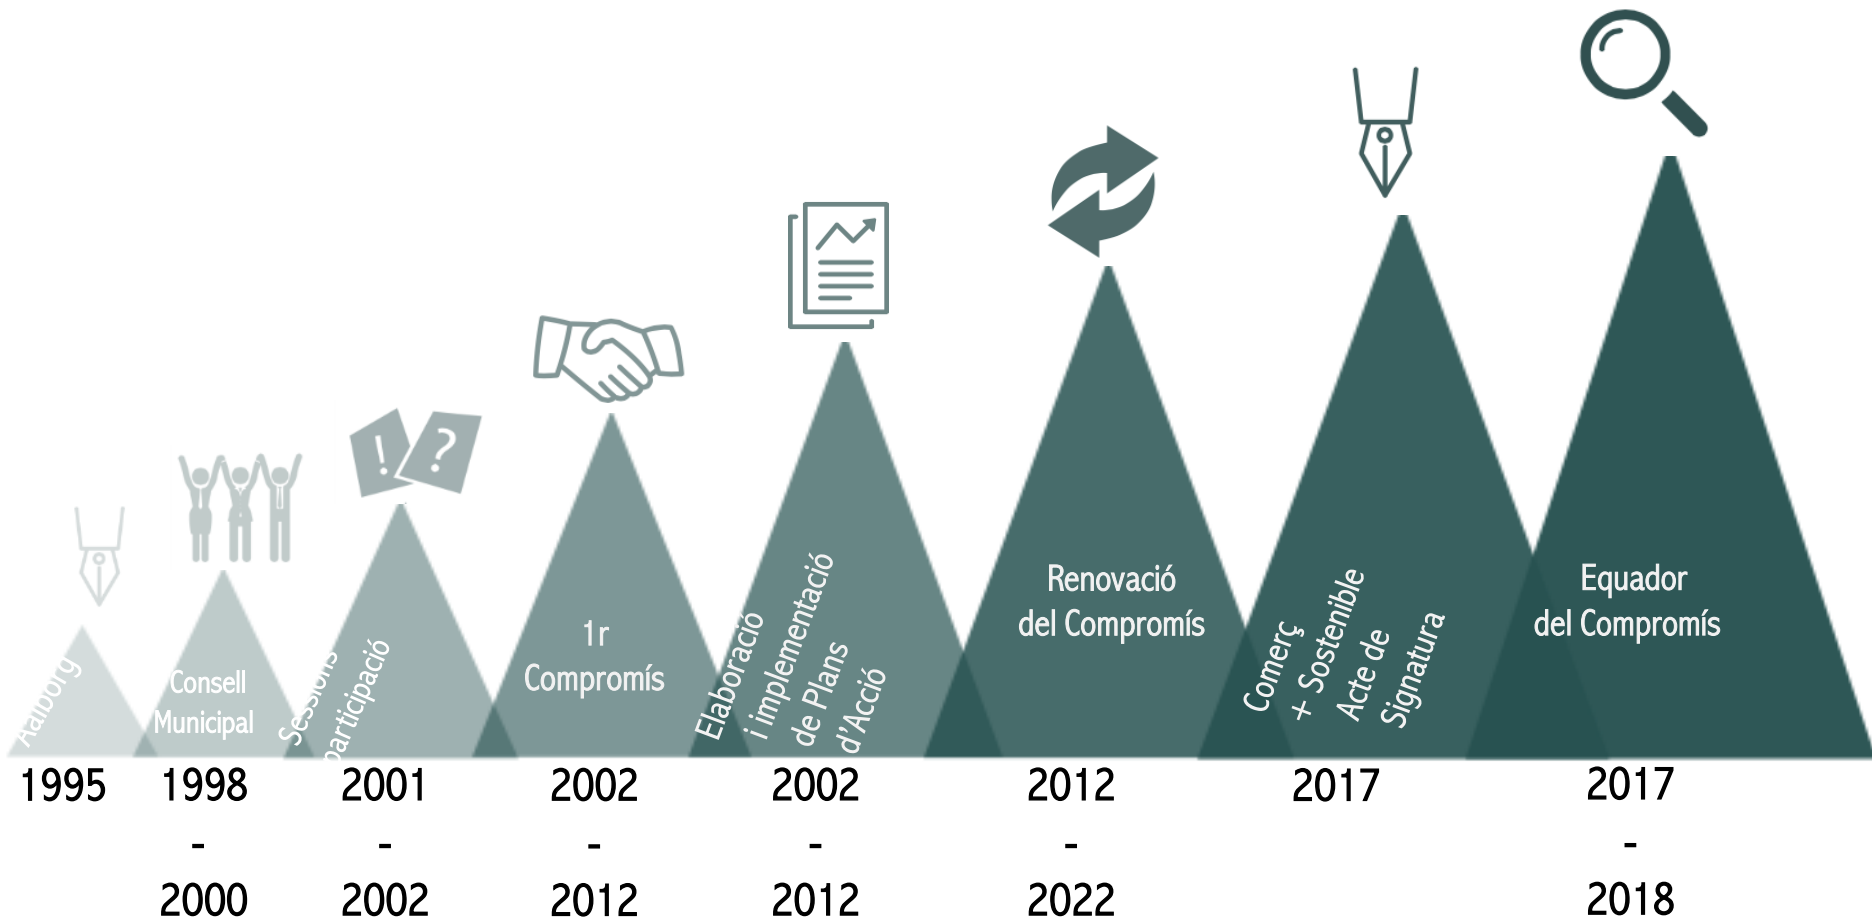 Aalborg
Consell
Municipal
Sessions
participació
1r
Compromís
Elaboració
i implementació
de Plans
d'Acció
Renovació
del Compromís
Comerç
+ Sostenible
Acte de
Signatura
Equador
del Compromís
!
?
1995
1998
-
2000
2001
-
2002
2002
-
2012
2002
-
2012
2012
-
2022
2017
2017
-
2018